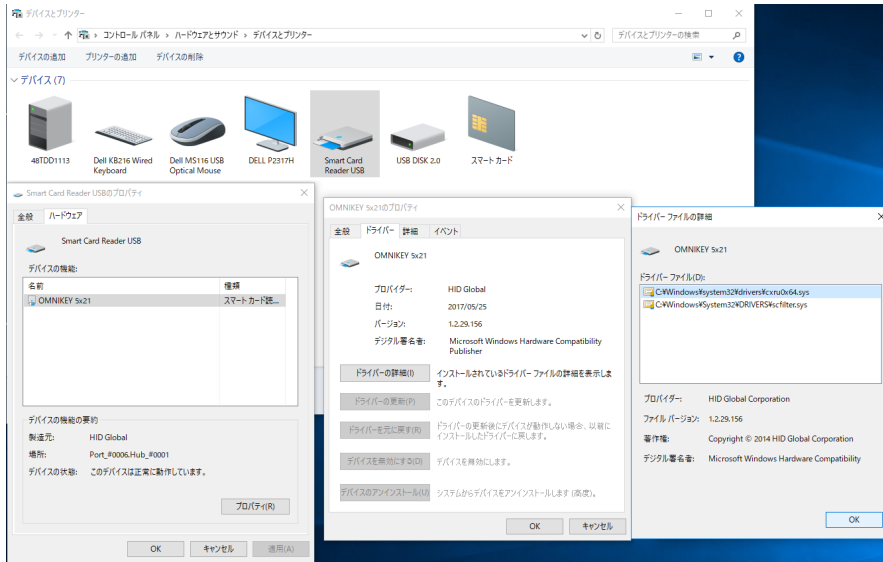 デバイスとプリンター
コントロール パネル › ハードウェアとサウンド › デバイスとプリンター
デバイスとプリンターの検索
デバイスの追加 プリンターの追加 デバイスの削除
デバイス (7)
48TDD1113
Dell KB216 Wired
Keyboard
Dell MS116 USB
Optical Mouse
DELL P2317H
Smart Card
Reader USB
USB DISK 2.0
スマート カード
Smart Card Reader USBのプロパティ
全般 ハードウェア
Smart Card Reader USB
デバイスの機能:
名前 種類
OMNIKEY 5x21 スマート カード読...
デバイスの機能の要約
製造元: HID Global
場所: Port_#0006.Hub_#0001
デバイスの状態: このデバイスは正常に動作しています。
プロパティ(R)
OK キャンセル 適用(A)
OMNIKEY 5x21のプロパティ
全般 ドライバー 詳細 イベント
OMNIKEY 5x21
プロバイダー: HID Global
日付: 2017/05/25
バージョン: 1.2.29.156
デジタル署名者: Microsoft Windows Hardware Compatibility
Publisher
ドライバーの詳細(I) インストールされているドライバー ファイルの詳細を表示しま
す。
ドライバーの更新(P) このデバイスのドライバーを更新します。
ドライバーを元に戻す(R) ドライバーの更新後にデバイスが動作しない場合、以前に
インストールしたドライバーに戻します。
デバイスを無効にする(D) デバイスを無効にします。
デバイスのアンインストール(U) システムからデバイスをアンインストールします (高度)。
OK キャンセル
ドライバー ファイルの詳細
OMNIKEY 5x21
ドライバー ファイル(D):
C:¥Windows¥system32¥drivers¥cxru0x64.sys
C:¥Windows¥System32¥DRIVERS¥scfilter.sys
プロバイダー: HID Global Corporation
ファイル バージョン: 1.2.29.156
著作権: Copyright © 2014 HID Global Corporation
デジタル署名者: Microsoft Windows Hardware Compatibility
OK